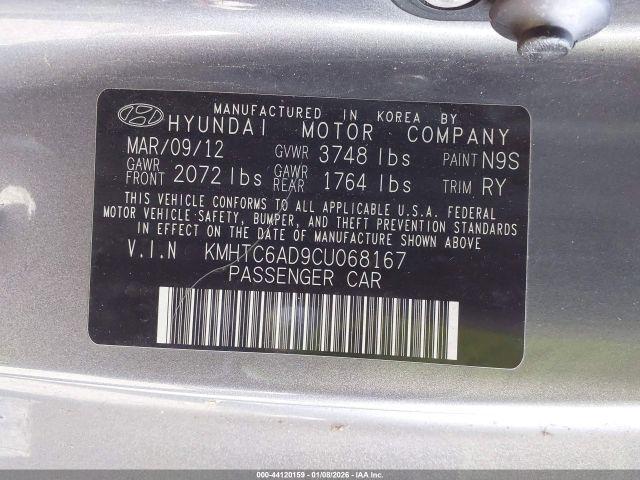 MANUFACTURED IN KOREA BY
HYUNDAI MOTOR COMPANY
MAR/09/12 GVWR 3748 lbs PAINT N9S
GAWR FRONT 2072 lbs GAWR REAR 1764 lbs TRIM RY
THIS VEHICLE CONFORMS TO ALL APPLICABLE U.S.A. FEDERAL
MOTOR VEHICLE SAFETY, BUMPER, AND THEFT PREVENTION STANDARDS
IN EFFECT ON THE DATE OF MANUFACTURE SHOWN ABOVE
V.I.N KMHTC6AD9CU068167
PASSENGER CAR
000-44120159 - 01/08/2026 - IAAI.COM